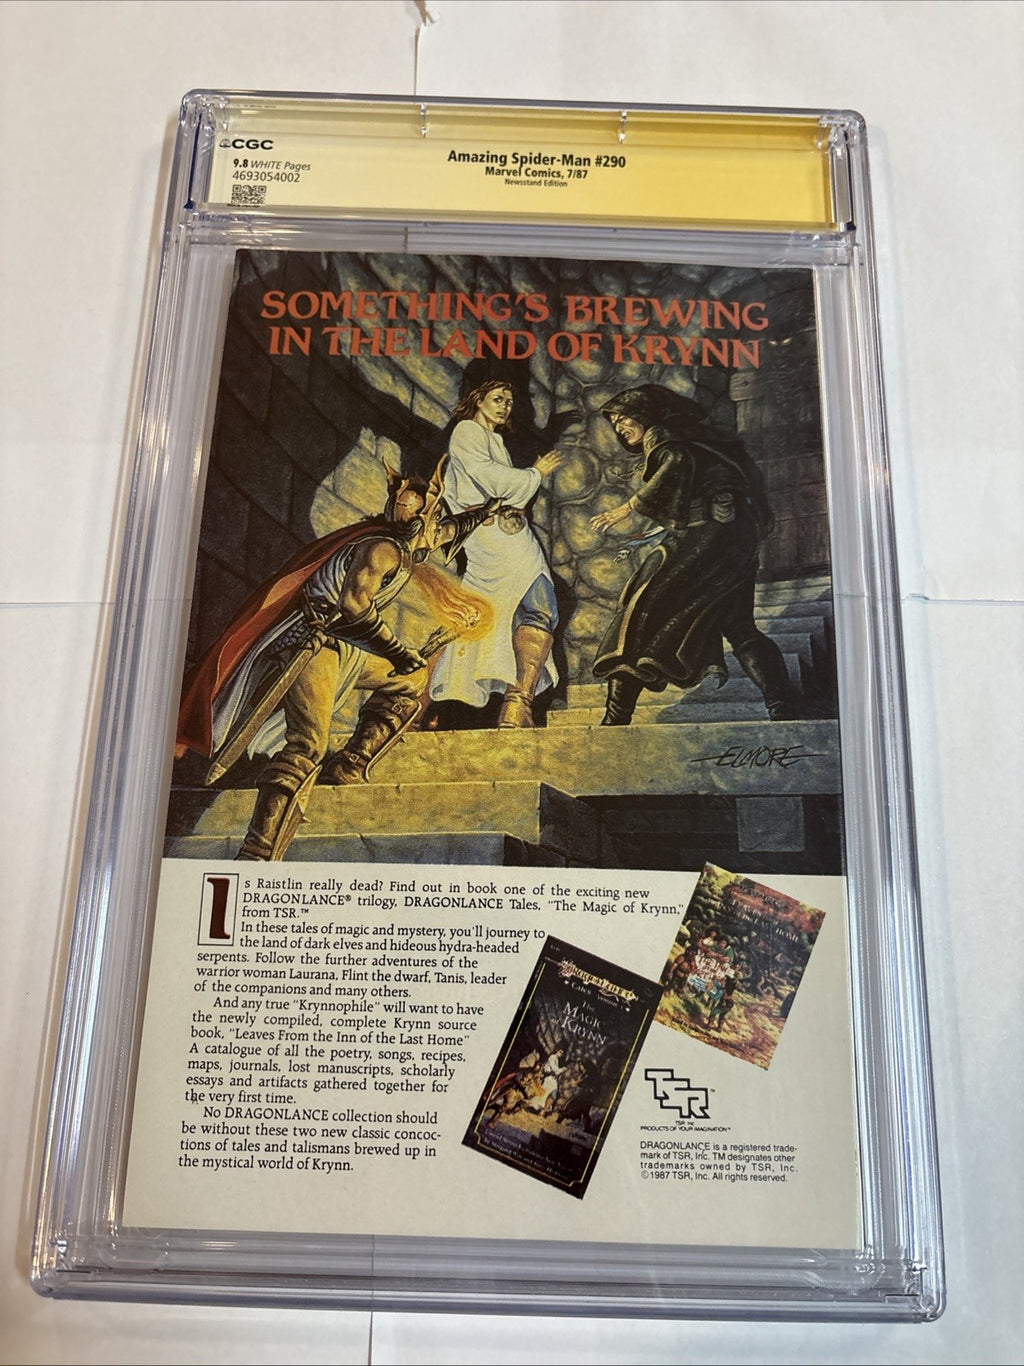 CGC
9.8 WHITE Pages
4693054002
Amazing Spider-Man #290
Marvel Comics, 7/87
Newsstand Edition
SOMETHING'S BREWING
IN THE LAND OF KRYNN
ELMORE
Is Raistlin really dead? Find out in book one of the exciting new
DRAGONLANCE® trilogy, DRAGONLANCE Tales, "The Magic of Krynn,"
from TSR.™
In these tales of magic and mystery, you'll journey to
the land of dark elves and hideous hydra-headed
serpents. Follow the further adventures of the
warrior woman Laurana, Flint the dwarf, Tanis, leader
of the companions and many others.
And any true "Krynnophile" will want to have
the newly compiled, complete Krynn source
book, "Leaves From the Inn of the Last Home"
A catalogue of all the poetry, songs, recipes,
maps, journals, lost manuscripts, scholarly
essays and artifacts gathered together for
the very first time.
No DRAGONLANCE collection should
be without these two new classic concoc-
tions of tales and talismans brewed up in
the mystical world of Krynn.
DRAGONLANCE
Tales
The
MAGIC
of
KRYNN
TSR™
TSR, Inc.
PRODUCTS OF YOUR IMAGINATION™
DRAGONLANCE is a registered trade-
mark of TSR, Inc. TM designates other
trademarks owned by TSR, Inc.
©1987 TSR, Inc. All rights reserved.